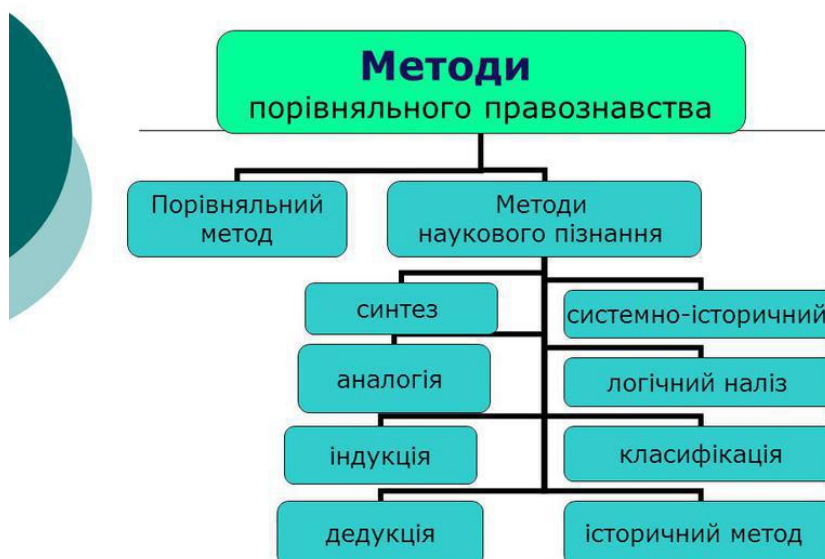 Методи
порівняльного правознавства
Порівняльний
метод
Методи
наукового пізнання
синтез
системно-історичний
аналогія
логічний наліз
індукція
класифікація
дедукція
історичний метод